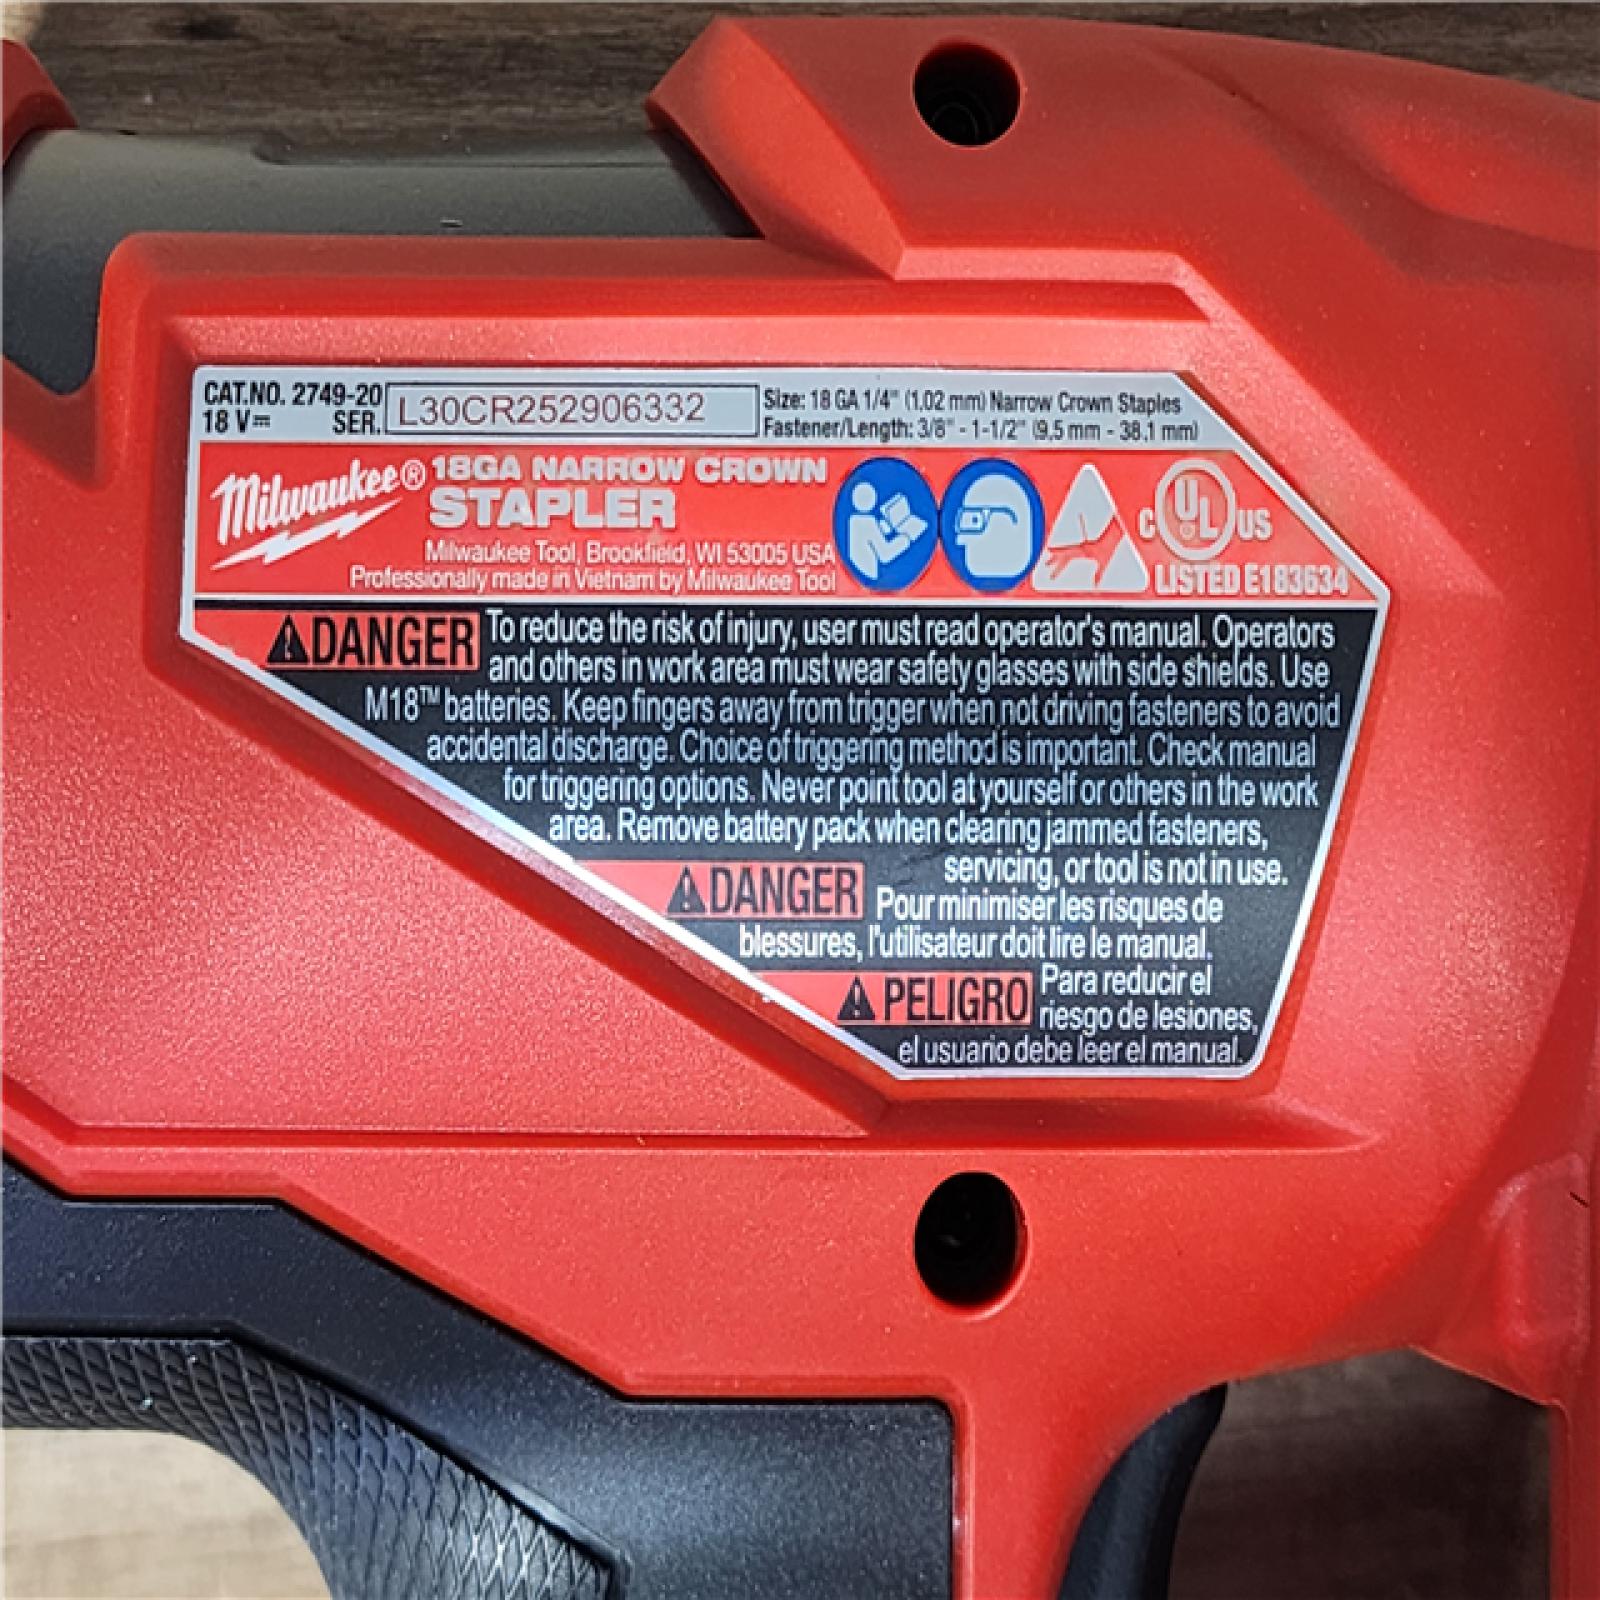 CAT.NO. 2749-20
18 V⎓ SER. L30CR252906332
Size: 18 GA 1/4" (1.02 mm) Narrow Crown Staples
Fastener/Length: 3/8" - 1-1/2" (9.5 mm - 38.1 mm)
Milwaukee® 18GA NARROW CROWN
STAPLER
Milwaukee Tool, Brookfield, WI 53005 USA
Professionally made in Vietnam by Milwaukee Tool
C UL US
LISTED E183634
DANGER To reduce the risk of injury, user must read operator's manual. Operators
and others in work area must wear safety glasses with side shields. Use
M18™ batteries. Keep fingers away from trigger when not driving fasteners to avoid
accidental discharge. Choice of triggering method is important. Check manual
for triggering options. Never point tool at yourself or others in the work
area. Remove battery pack when clearing jammed fasteners,
servicing, or tool is not in use.
DANGER Pour minimiser les risques de
blessures, l'utilisateur doit lire le manual.
PELIGRO Para reducir el
riesgo de lesiones,
el usuario debe leer el manual.